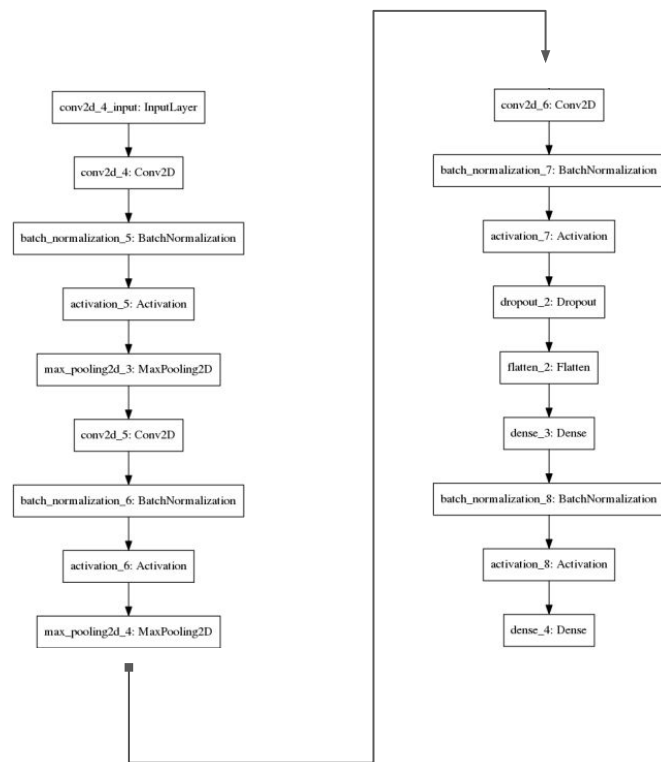 conv2d_4_input: InputLayer
conv2d_4: Conv2D
batch_normalization_5: BatchNormalization
activation_5: Activation
max_pooling2d_3: MaxPooling2D
conv2d_5: Conv2D
batch_normalization_6: BatchNormalization
activation_6: Activation
max_pooling2d_4: MaxPooling2D
conv2d_6: Conv2D
batch_normalization_7: BatchNormalization
activation_7: Activation
dropout_2: Dropout
flatten_2: Flatten
dense_3: Dense
batch_normalization_8: BatchNormalization
activation_8: Activation
dense_4: Dense